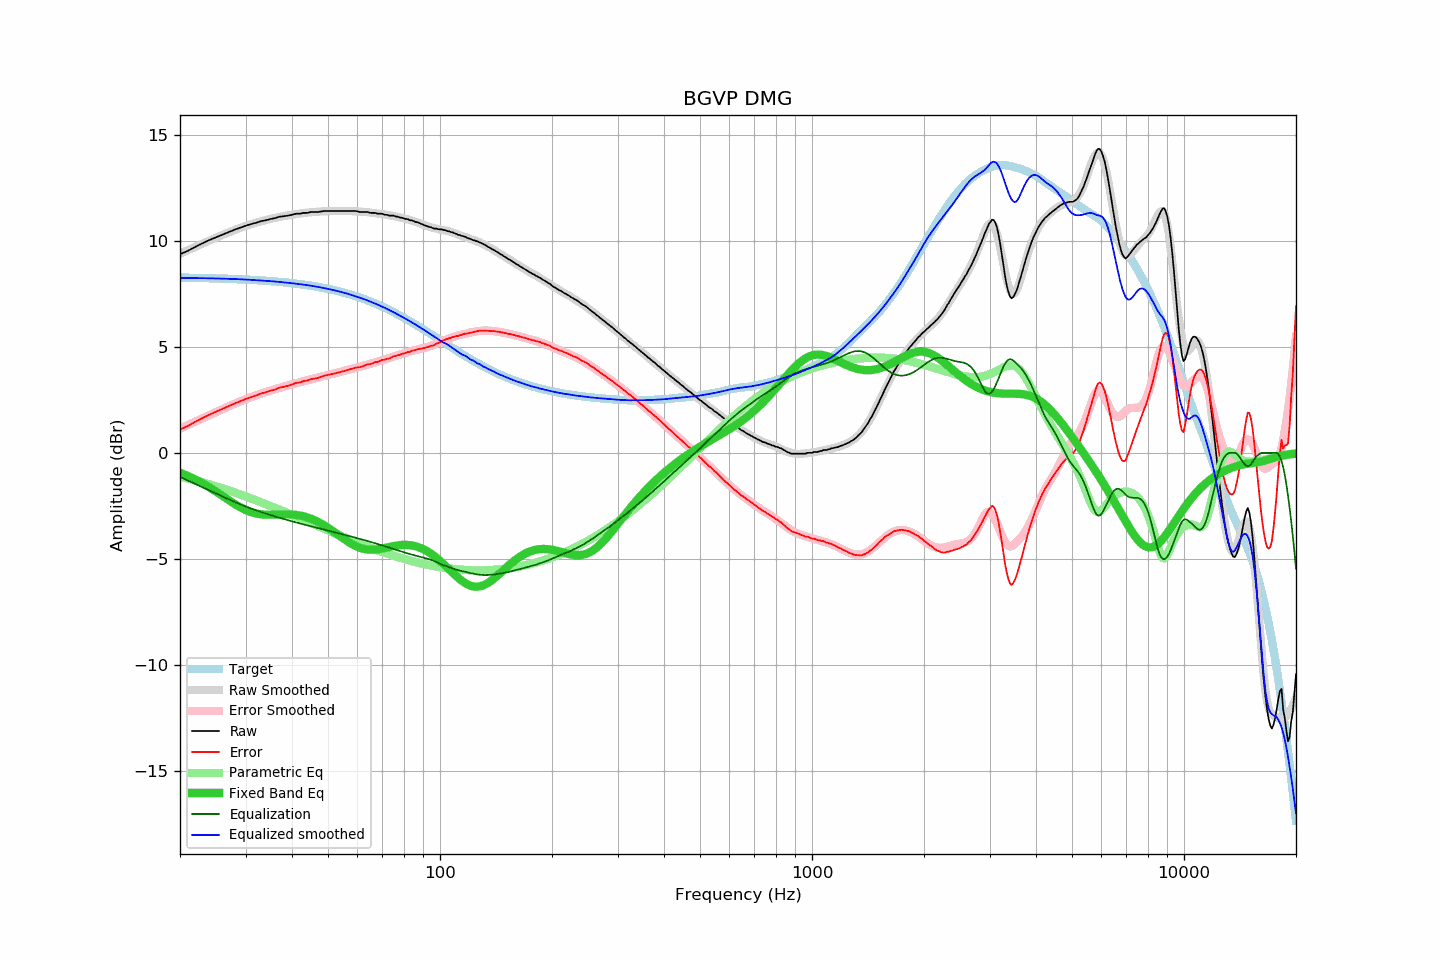 BGVP DMG
15
10
5
0
−5
−10
−15
Amplitude (dBr)
Target
Raw Smoothed
Error Smoothed
Raw
Error
Parametric Eq
Fixed Band Eq
Equalization
Equalized smoothed
100
1000
10000
Frequency (Hz)